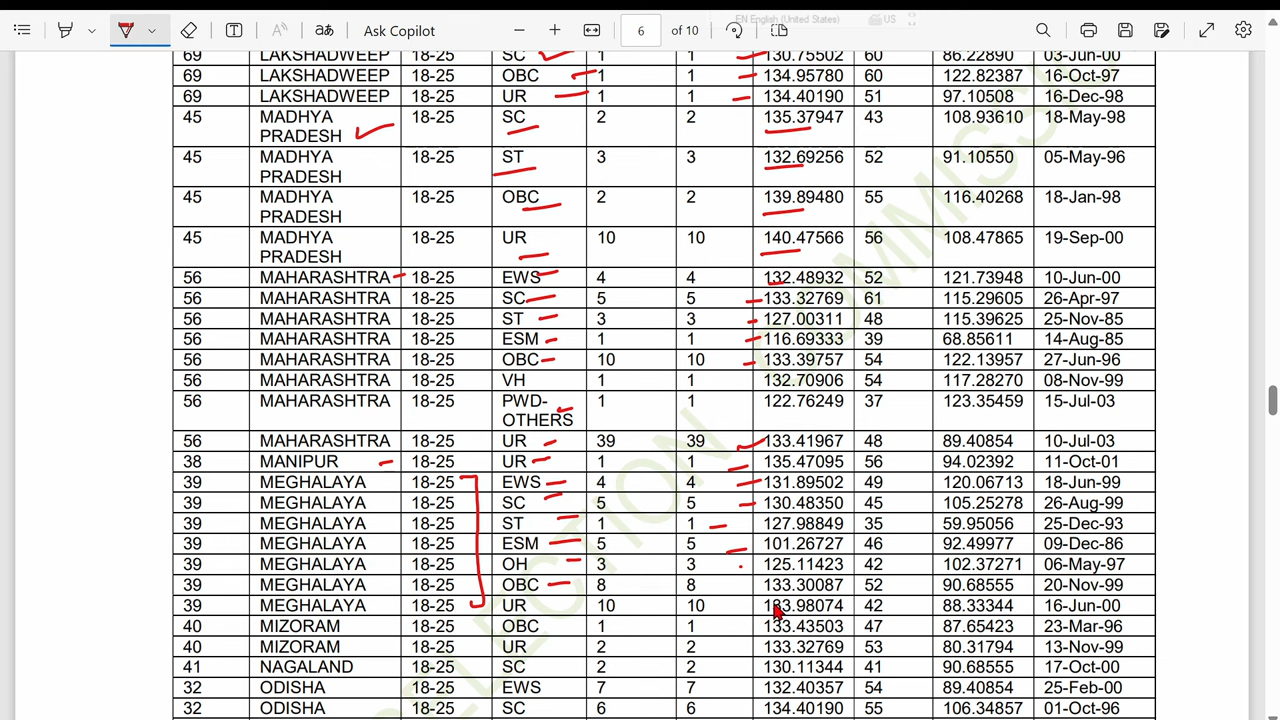 EN English (United States) US
Ask Copilot 6 of 10
69 LAKSHADWEEP 18-25 SC 1 1 130.75502 60 86.22890 03-Jun-00
69 LAKSHADWEEP 18-25 OBC 1 1 134.95780 60 122.82387 16-Oct-97
69 LAKSHADWEEP 18-25 UR 1 1 134.40190 51 97.10508 16-Dec-98
45 MADHYA 18-25 SC 2 2 135.37947 43 108.93610 18-May-98
PRADESH
45 MADHYA 18-25 ST 3 3 132.69256 52 91.10550 05-May-96
PRADESH
45 MADHYA 18-25 OBC 2 2 139.89480 55 116.40268 18-Jan-98
PRADESH
45 MADHYA 18-25 UR 10 10 140.47566 56 108.47865 19-Sep-00
PRADESH
56 MAHARASHTRA 18-25 EWS 4 4 132.48932 52 121.73948 10-Jun-00
56 MAHARASHTRA 18-25 SC 5 5 133.32769 61 115.29605 26-Apr-97
56 MAHARASHTRA 18-25 ST 3 3 127.00311 48 115.39625 25-Nov-85
56 MAHARASHTRA 18-25 ESM 1 1 116.69333 39 68.85611 14-Aug-85
56 MAHARASHTRA 18-25 OBC 10 10 133.39757 54 122.13957 27-Jun-96
56 MAHARASHTRA 18-25 VH 1 1 132.70906 54 117.28270 08-Nov-99
56 MAHARASHTRA 18-25 PWD- 1 1 122.76249 37 123.35459 15-Jul-03
OTHERS
56 MAHARASHTRA 18-25 UR 39 39 133.41967 48 89.40854 10-Jul-03
38 MANIPUR 18-25 UR 1 1 135.47095 56 94.02392 11-Oct-01
39 MEGHALAYA 18-25 EWS 4 4 131.89502 49 120.06713 18-Jun-99
39 MEGHALAYA 18-25 SC 5 5 130.48350 45 105.25278 26-Aug-99
39 MEGHALAYA 18-25 ST 1 1 127.98849 35 59.95056 25-Dec-93
39 MEGHALAYA 18-25 ESM 5 5 101.26727 46 92.49977 09-Dec-86
39 MEGHALAYA 18-25 OH 3 3 125.11423 42 102.37271 06-May-97
39 MEGHALAYA 18-25 OBC 8 8 133.30087 52 90.68555 20-Nov-99
39 MEGHALAYA 18-25 UR 10 10 133.98074 42 88.33344 16-Jun-00
40 MIZORAM 18-25 OBC 1 1 133.43503 47 87.65423 23-Mar-96
40 MIZORAM 18-25 UR 2 2 133.32769 53 80.31794 13-Nov-99
41 NAGALAND 18-25 SC 2 2 130.11344 41 90.68555 17-Oct-00
32 ODISHA 18-25 EWS 7 7 132.40357 54 89.40854 25-Feb-00
32 ODISHA 18-25 SC 6 6 134.40190 55 106.34857 01-Oct-96